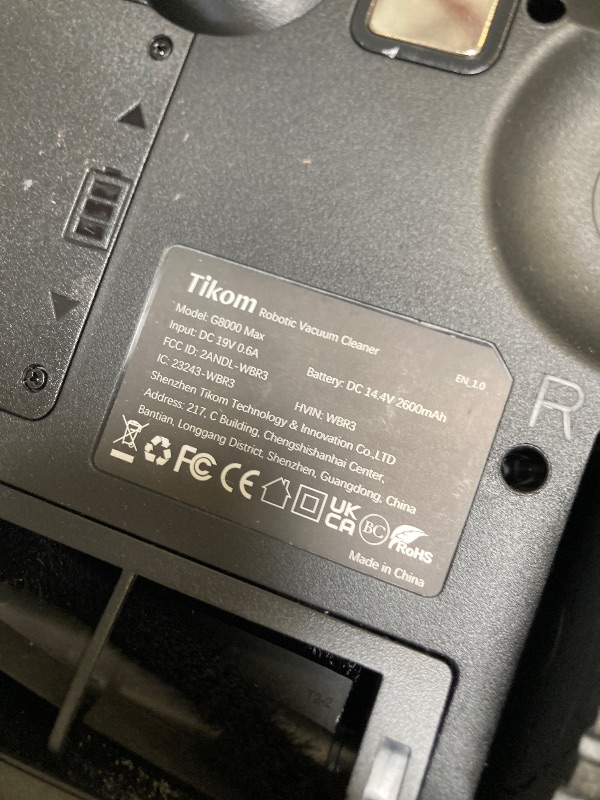 Tikom Robotic Vacuum Cleaner
Model: G8000 Max
EN_1.0
Input: DC 19V 0.6A
Battery: DC 14.4V 2600mAh
FCC ID: 2ANDL-WBR3
IC: 23243-WBR3
HVIN: WBR3
Shenzhen Tikom Technology & Innovation Co.,LTD
Address: 217. C Building, Chengshishanhai Center,
Bantian, Longgang District, Shenzhen, Guangdong, China
FC CE UK CA BC RoHS
Made in China
R